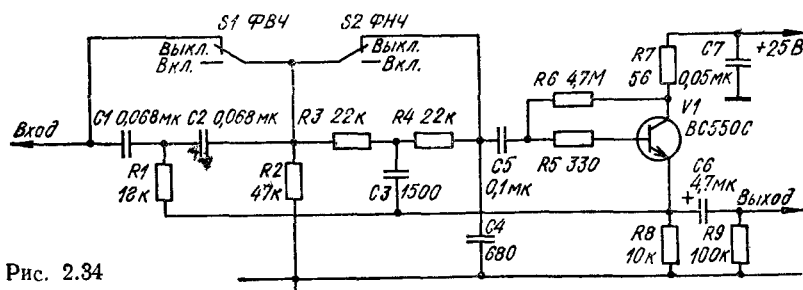 S1 ФВЧ
S2 ФНЧ
Выкл.
Вкл.
Выкл.
Вкл.
R7
56
C7
0,05мк
+25В
R6 4,7М
V1
BC550C
Вход
C1 0,068мк
C2 0,068мк
R3 22к
R4 22к
C5
0,1мк
R5 330
R1
18к
R2
47к
C3 1500
C4
680
C6
4,7мк
+
Выход
R8
10к
R9
100к
Рис. 2.34